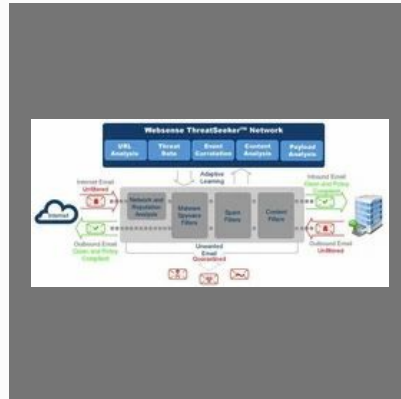 Websense ThreatSeeker™ Network
URL
Analysis
Threat
Data
Event
Correlation
Content
Analysis
Payload
Analysis
Adaptive
Learning
Internet Email
Unfiltered
Internet
Outbound Email
Clean and Policy
Compliant
Network and
Reputation
Analysis
Malware
Spyware
Filters
Spam
Filters
Content
Filters
Inbound Email
Clean and Policy
Compliant
Outbound Email
Unfiltered
Unwanted
Email
Quarantined